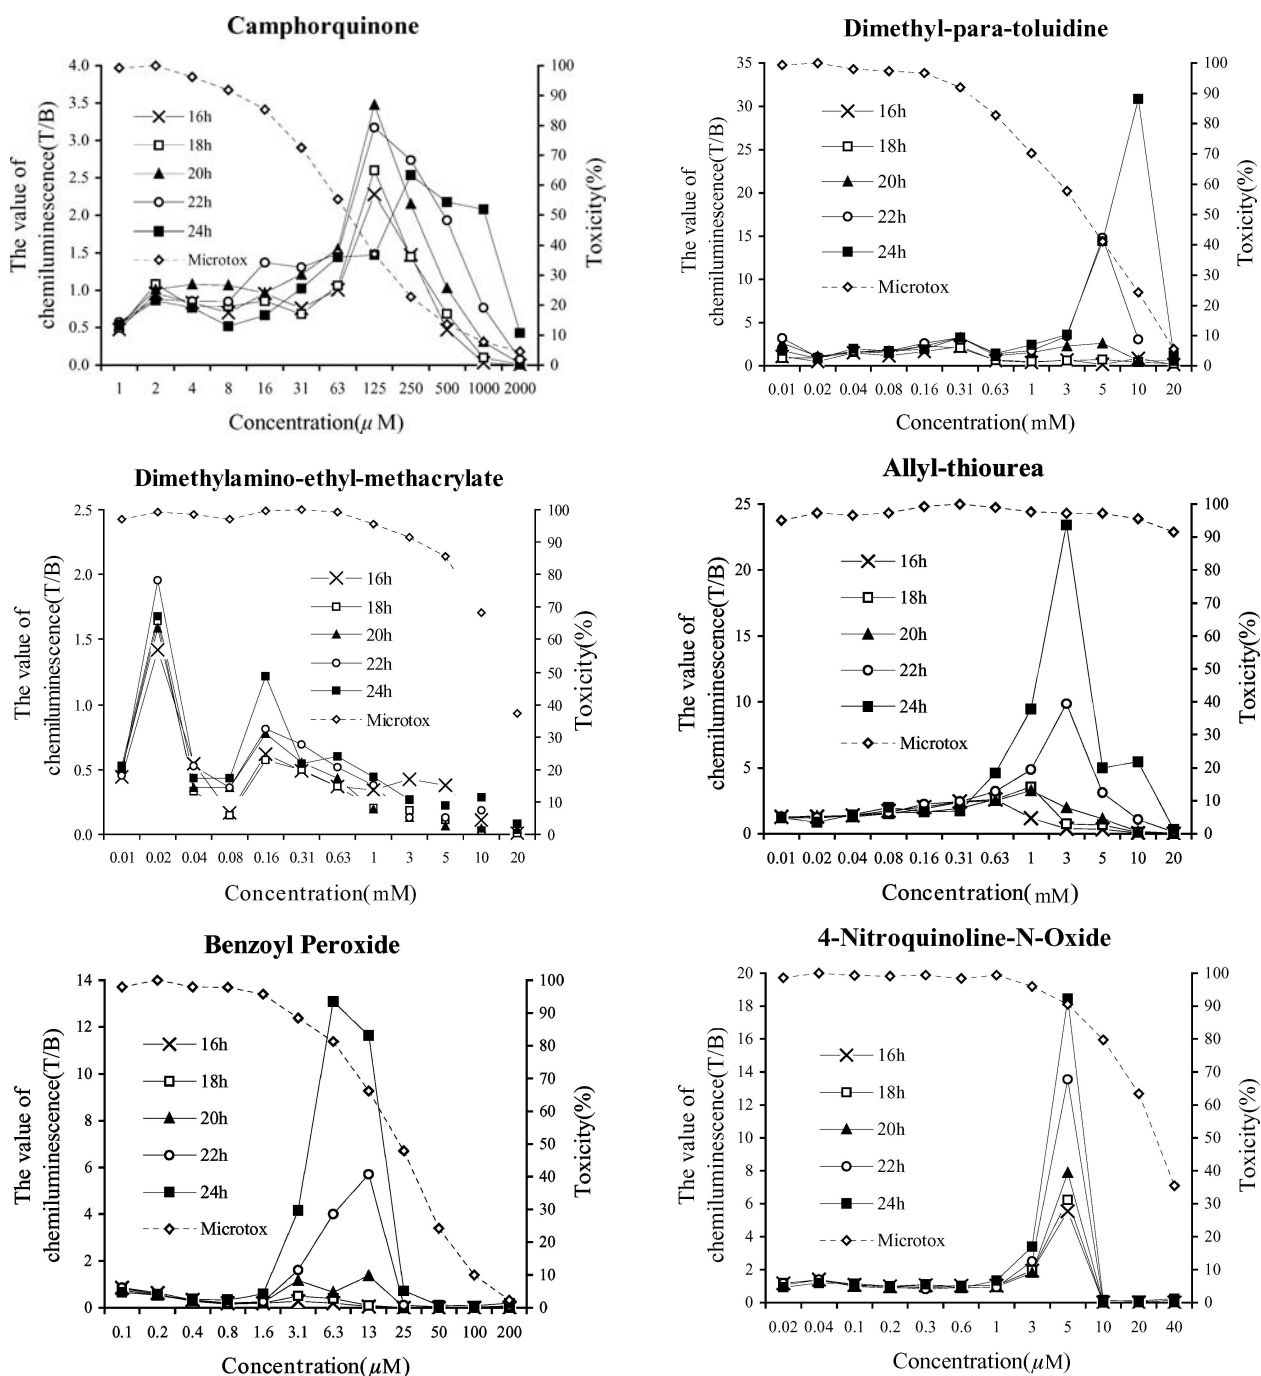 Camphorquinone
The value of
chemiluminescence(T/B)
4.0
3.5
3.0
2.5
2.0
1.5
1.0
0.5
0.0
16h
18h
20h
22h
24h
Microtox
100
90
80
70
60
50
40
30
20
10
0
Toxicity(%)
1 2 4 8 16 31 63 125 250 500 1000 2000
Concentration(μ M)
Dimethyl-para-toluidine
The value of
chemiluminescence(T/B)
35
30
25
20
15
10
5
0
16h
18h
20h
22h
24h
Microtox
100
90
80
70
60
50
40
30
20
10
0
Toxicity(%)
0.01 0.02 0.04 0.08 0.16 0.31 0.63 1 3 5 10 20
Concentration(mM)
Dimethylamino-ethyl-methacrylate
The value of
chemiluminescence(T/B)
2.5
2.0
1.5
1.0
0.5
0.0
16h
18h
20h
22h
24h
Microtox
100
90
80
70
60
50
40
30
20
10
0
Toxicity(%)
0.01 0.02 0.04 0.08 0.16 0.31 0.63 1 3 5 10 20
Concentration(mM)
Allyl-thiourea
The value of
chemiluminescence(T/B)
25
20
15
10
5
0
16h
18h
20h
22h
24h
Microtox
100
90
80
70
60
50
40
30
20
10
0
Toxicity(%)
0.01 0.02 0.04 0.08 0.16 0.31 0.63 1 3 5 10 20
Concentration(mM)
Benzoyl Peroxide
The value of
chemiluminescence(T/B)
14
12
10
8
6
4
2
0
16h
18h
20h
22h
24h
Microtox
100
90
80
70
60
50
40
30
20
10
0
Toxicity(%)
0.1 0.2 0.4 0.8 1.6 3.1 6.3 13 25 50 100 200
Concentration(μM)
4-Nitroquinoline-N-Oxide
The value of
chemiluminescence(T/B)
20
18
16
14
12
10
8
6
4
2
0
16h
18h
20h
22h
24h
Microtox
100
90
80
70
60
50
40
30
20
10
0
Toxicity(%)
0.02 0.04 0.1 0.2 0.3 0.6 1 3 5 10 20 40
Concentration(μM)